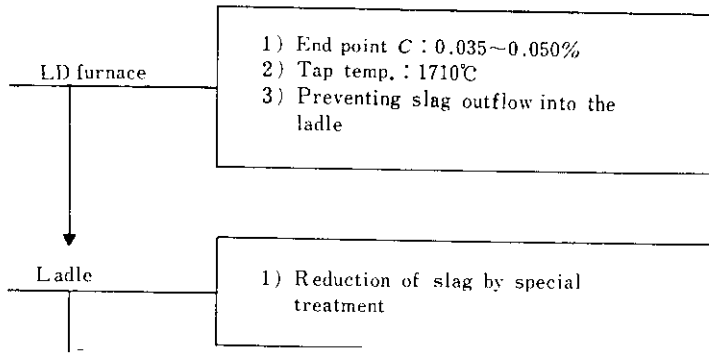 LD furnace
1) End point C : 0.035~0.050%
2) Tap temp. : 1710℃
3) Preventing slag outflow into the
ladle
Ladle
1) Reduction of slag by special
treatment